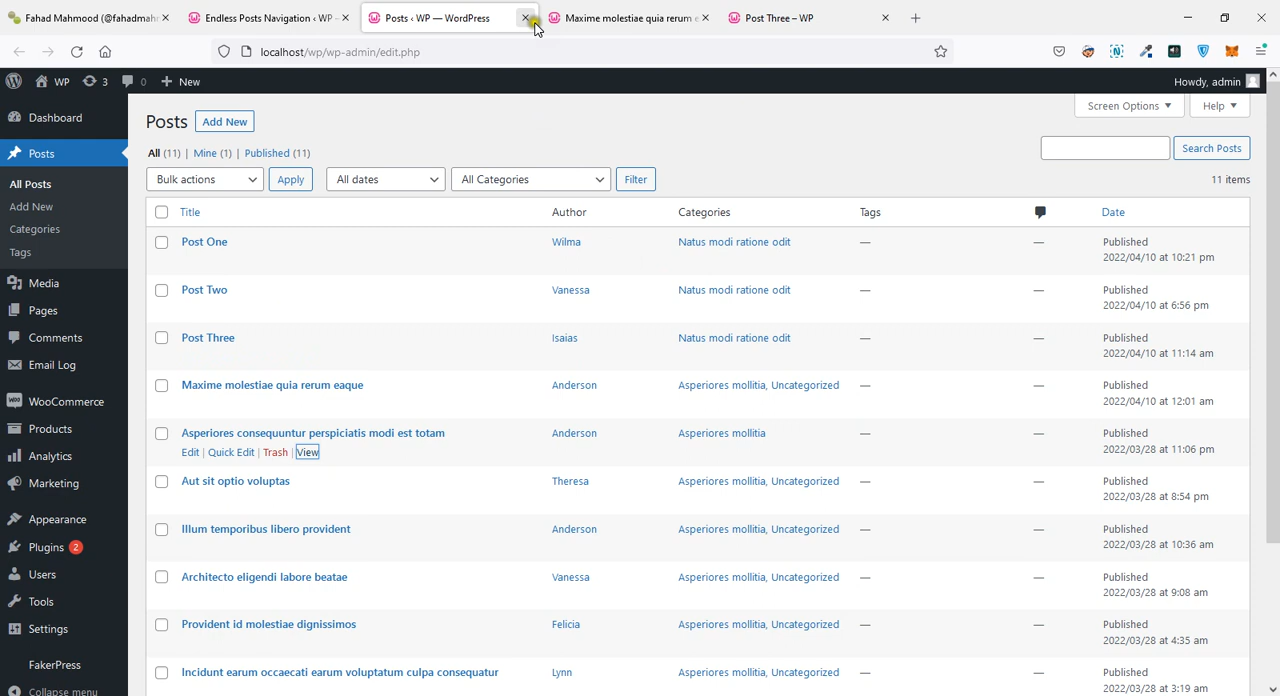 Fahad Mahmood (@fahadmahr
Endless Posts Navigation ‹ WP –
Posts ‹ WP — WordPress
Maxime molestiae quia rerum e
Post Three – WP
localhost/wp/wp-admin/edit.php
WP 3 0 + New
Howdy, admin
Dashboard
Posts
All Posts
Add New
Categories
Tags
Media
Pages
Comments
Email Log
WooCommerce
Products
Analytics
Marketing
Appearance
Plugins 2
Users
Tools
Settings
FakerPress
Collapse menu
Screen Options
Help
Posts Add New
All (11) | Mine (1) | Published (11)
Search Posts
Bulk actions Apply All dates All Categories Filter
11 items
Title Author Categories Tags Date
Post One Wilma Natus modi ratione odit — — Published
2022/04/10 at 10:21 pm
Post Two Vanessa Natus modi ratione odit — — Published
2022/04/10 at 6:56 pm
Post Three Isaias Natus modi ratione odit — — Published
2022/04/10 at 11:14 am
Maxime molestiae quia rerum eaque Anderson Asperiores mollitia, Uncategorized — — Published
2022/04/10 at 12:01 am
Asperiores consequuntur perspiciatis modi est totam Anderson Asperiores mollitia — — Published
Edit | Quick Edit | Trash | View 2022/03/28 at 11:06 pm
Aut sit optio voluptas Theresa Asperiores mollitia, Uncategorized — — Published
2022/03/28 at 8:54 pm
Illum temporibus libero provident Anderson Asperiores mollitia, Uncategorized — — Published
2022/03/28 at 10:36 am
Architecto eligendi labore beatae Vanessa Asperiores mollitia, Uncategorized — — Published
2022/03/28 at 9:08 am
Provident id molestiae dignissimos Felicia Asperiores mollitia, Uncategorized — — Published
2022/03/28 at 4:35 am
Incidunt earum occaecati earum voluptatum culpa consequatur Lynn Asperiores mollitia, Uncategorized — — Published
2022/03/28 at 3:19 am